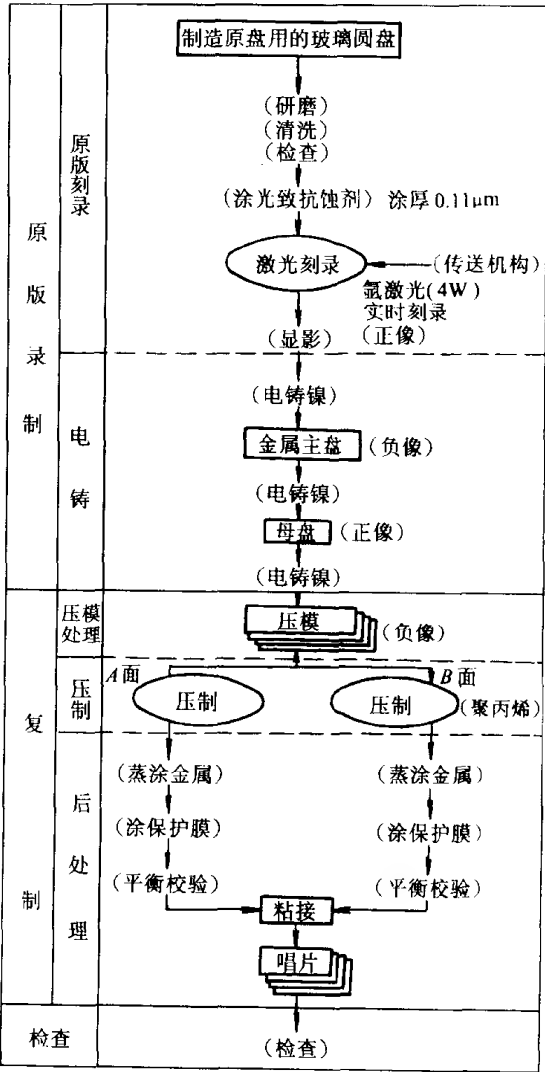 制造原盘用的玻璃圆盘
(研磨)
(清洗)
(检查)
(涂光致抗蚀剂) 涂厚0.11μm
激光刻录
(传送机构)
氩激光(4W)
实时刻录
(正像)
(显影)
原版刻录
原版录制
电铸
(电铸镍)
金属主盘 (负像)
(电铸镍)
母盘 (正像)
(电铸镍)
压模
处理
压模 (负像)
压制
A面 B面
压制 压制 (聚丙烯)
复制
后处理
(蒸涂金属) (蒸涂金属)
(涂保护膜) (涂保护膜)
(平衡校验) (平衡校验)
粘接
唱片
检查 (检查)